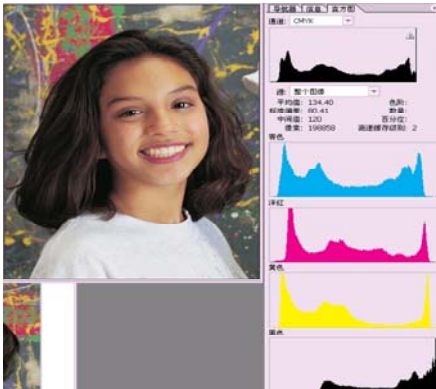 导航器 信息 直方图
通道: CMYK
源: 整个图像
平均值: 134.40 色阶:
标准偏差: 80.41 数量:
中间值: 120 百分位:
像素: 198858 高速缓存级别: 2
青色
洋红
黄色
黑色